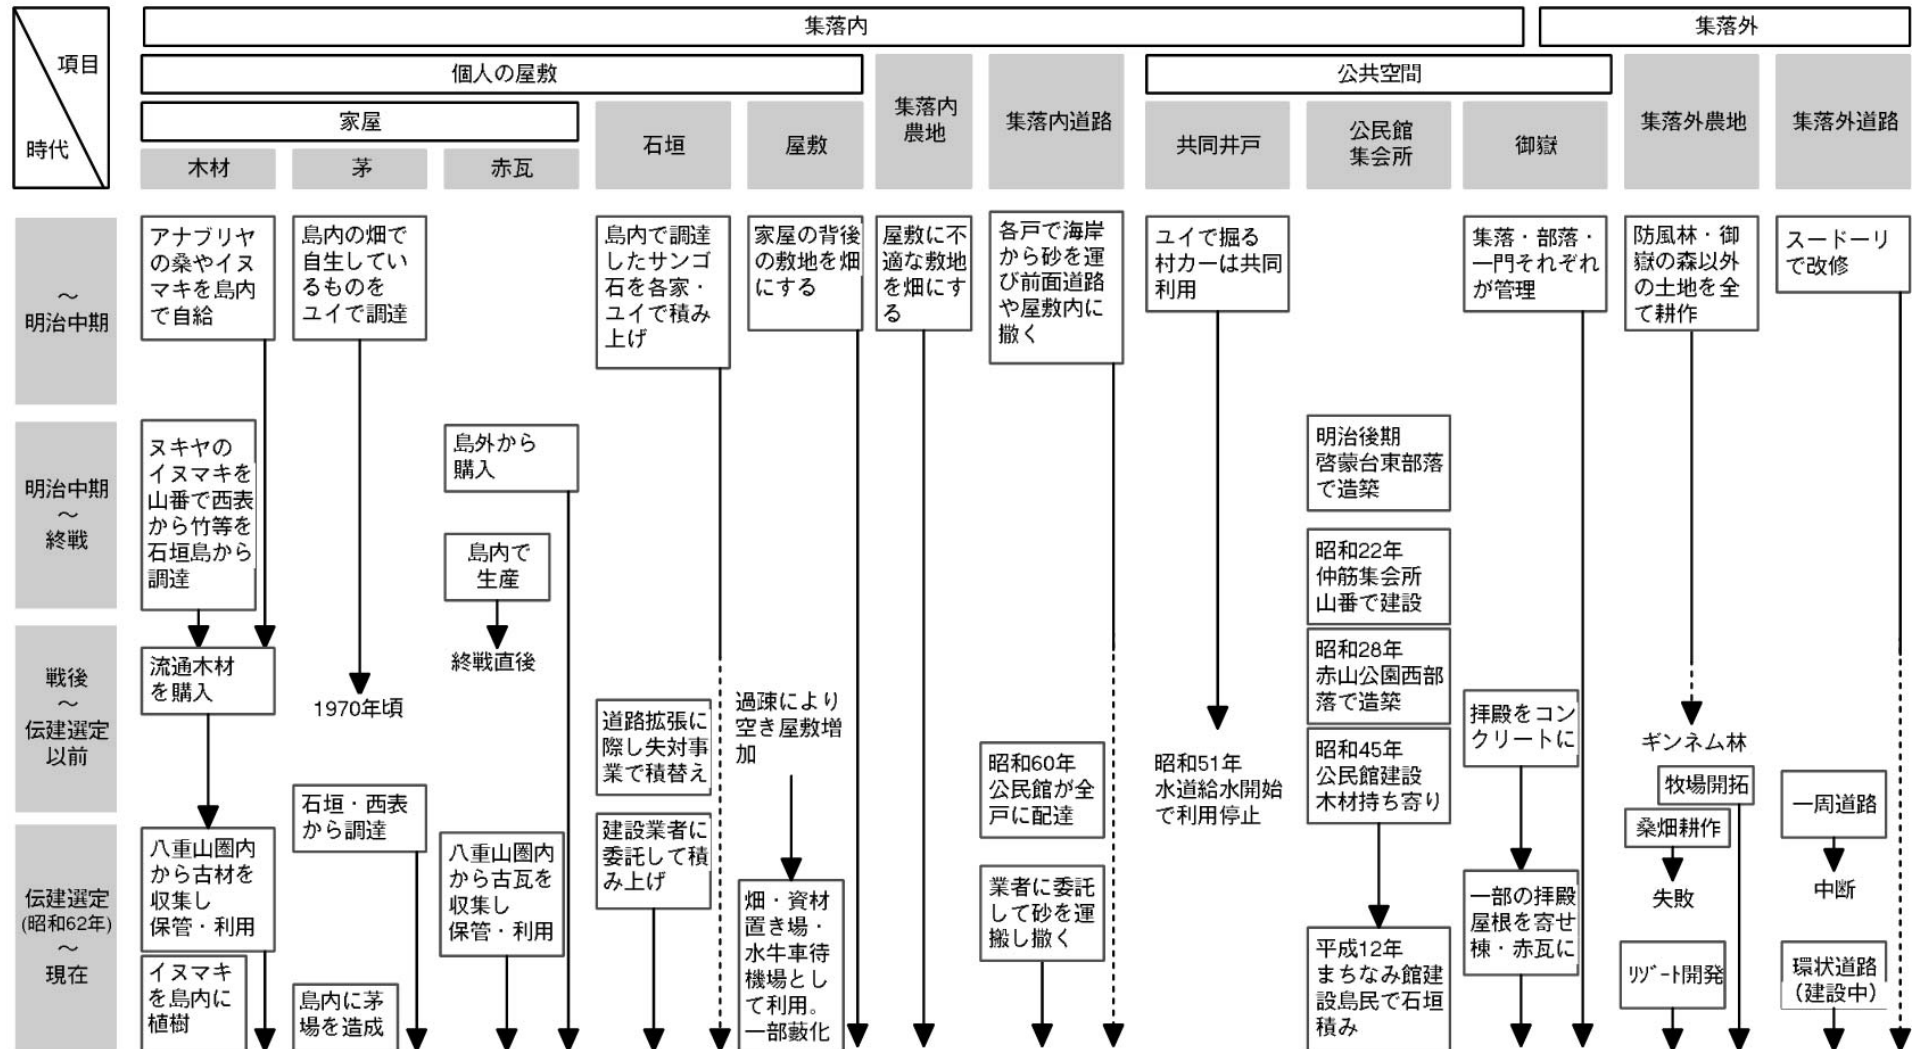 項目
時代
集落内
集落外
個人の屋敷
公共空間
家屋
木材
茅
赤瓦
石垣
屋敷
集落内
農地
集落内道路
共同井戸
公民館
集会所
御嶽
集落外農地
集落外道路
～
明治中期
アナブリヤ
の桑やイヌ
マキを島内
で自給
島内の畑で
自生してい
るものを
ユイで調達
島内で調達
したサンゴ
石を各家・
ユイで積み
上げ
家屋の背後
の敷地を畑
にする
屋敷に不
適な敷地
を畑にす
る
各戸で海岸
から砂を運
び前面道路
や屋敷内に
撒く
ユイで掘る
村カーは共同
利用
集落・部落・
一門それぞれ
が管理
防風林・御
嶽の森以外
の土地を全
て耕作
スードーリ
で改修
明治中期
～
終戦
ヌキヤの
イヌマキを
山番で西表
から竹等を
石垣島から
調達
島外から
購入
島内で
生産
終戦直後
明治後期
啓蒙台東部落
で造築
昭和22年
仲筋集会所
山番で建設
戦後
～
伝建選定
以前
流通木材
を購入
1970年頃
石垣・西表
から調達
道路拡張に
際し失対事
業で積替え
過疎により
空き屋敷増
加
昭和60年
公民館が全
戸に配達
昭和51年
水道給水開始
で利用停止
昭和28年
赤山公園西部
落で造築
昭和45年
公民館建設
木材持ち寄り
拝殿をコン
クリートに
ギンネム林
牧場開拓
桑畑耕作
失敗
一周道路
中断
伝建選定
(昭和62年)
～
現在
八重山圏内
から古材を
収集し
保管・利用
イヌマキ
を島内に
植樹
島内に茅
場を造成
八重山圏内
から古瓦を
収集し
保管・利用
建設業者に
委託して積
み上げ
畑・資材
置き場・
水牛車待
機場とし
て利用。
一部藪化
業者に委託
して砂を運
搬し撒く
平成12年
まちなみ館建
設島民で石垣
積み
一部の拝殿
屋根を寄せ
棟・赤瓦に
ﾘｿﾞｰﾄ開発
環状道路
（建設中）